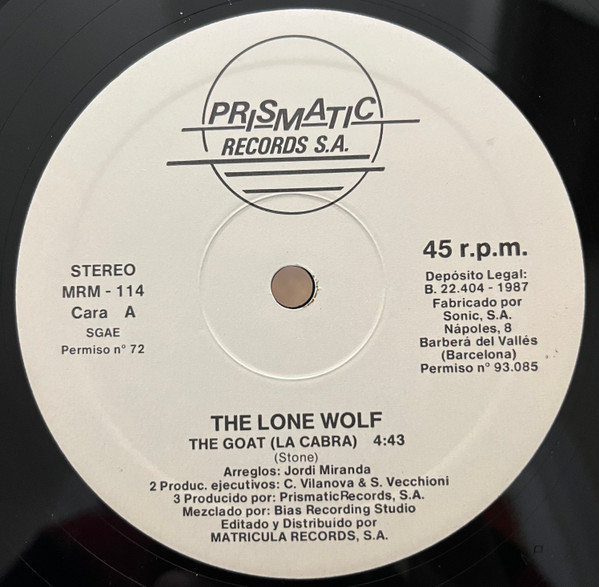 PRISMATIC
RECORDS S.A.
STEREO
MRM - 114
Cara A
SGAE
Permiso n° 72
45 r.p.m.
Depósito Legal:
B. 22.404 - 1987
Fabricado por
Sonic, S.A.
Nápoles, 8
Barberá del Vallés
(Barcelona)
Permiso n° 93.085
THE LONE WOLF
THE GOAT (LA CABRA) 4:43
(Stone)
Arreglos: Jordi Miranda
2 Produc. ejecutivos: C. Vilanova & S. Vecchioni
3 Producido por: PrismaticRecords, S.A.
Mezclado por: Bias Recording Studio
Editado y Distribuido por
MATRICULA RECORDS, S.A.